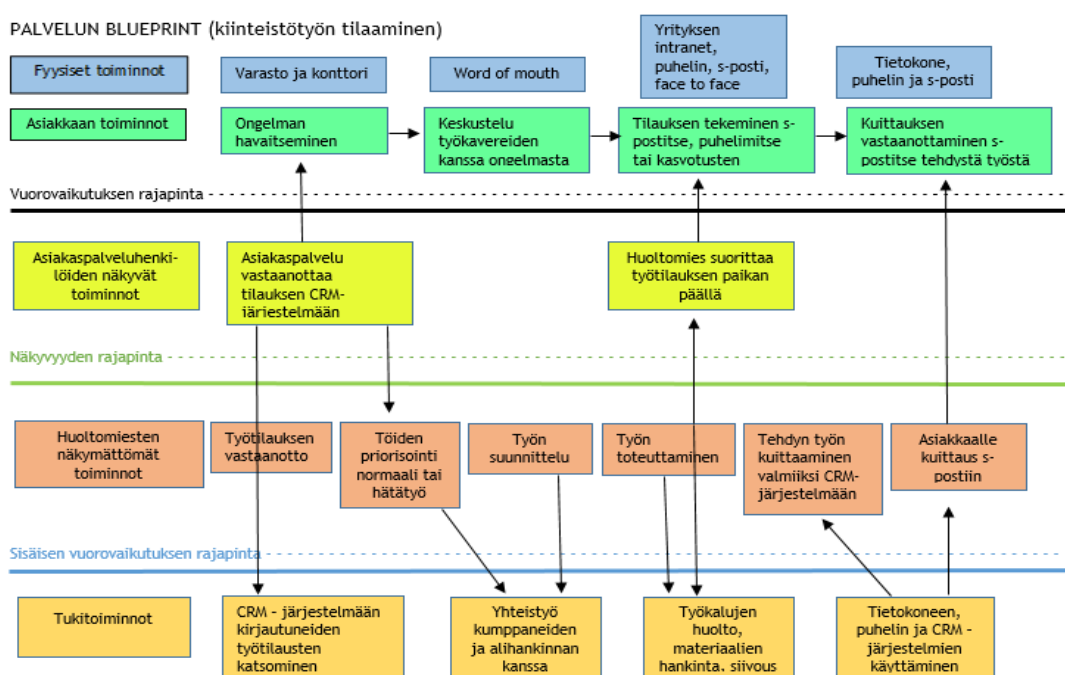 PALVELUN BLUEPRINT (kiinteistötyön tilaaminen)
Fyysiset toiminnot
Varasto ja konttori
Word of mouth
Yrityksen
intranet,
puhelin, s-posti,
face to face
Tietokone,
puhelin ja s-posti
Asiakkaan toiminnot
Ongelman
havaitseminen
Keskustelu
työkavereiden
kanssa ongelmasta
Tilauksen tekeminen s-
postitse, puhelimitse
tai kasvotusten
Kuittauksen
vastaanottaminen s-
postitse tehdystä työstä
Vuorovaikutuksen rajapinta
Asiakaspalveluhenki-
löiden näkyvät
toiminnot
Asiakaspalvelu
vastaanottaa
tilauksen CRM-
järjestelmään
Huoltomies suorittaa
työtilauksen paikan
päällä
Näkyvyyden rajapinta
Huoltomiesten
näkymättömät
toiminnot
Työtilauksen
vastaanotto
Töiden
priorisointi
normaali tai
hätätyö
Työn
suunnittelu
Työn
toteuttaminen
Tehdyn työn
kuittaaminen
valmiiksi CRM-
järjestelmään
Asiakkaalle
kuittaus s-
postiin
Sisäisen vuorovaikutuksen rajapinta
Tukitoiminnot
CRM - järjestelmään
kirjautuneiden
työtilausten
katsominen
Yhteistyö
kumppaneiden
ja alihankinnan
kanssa
Työkalujen
huolto,
materiaalien
hankinta, siivous
Tietokoneen,
puhelin ja CRM -
järjestelmien
käyttäminen